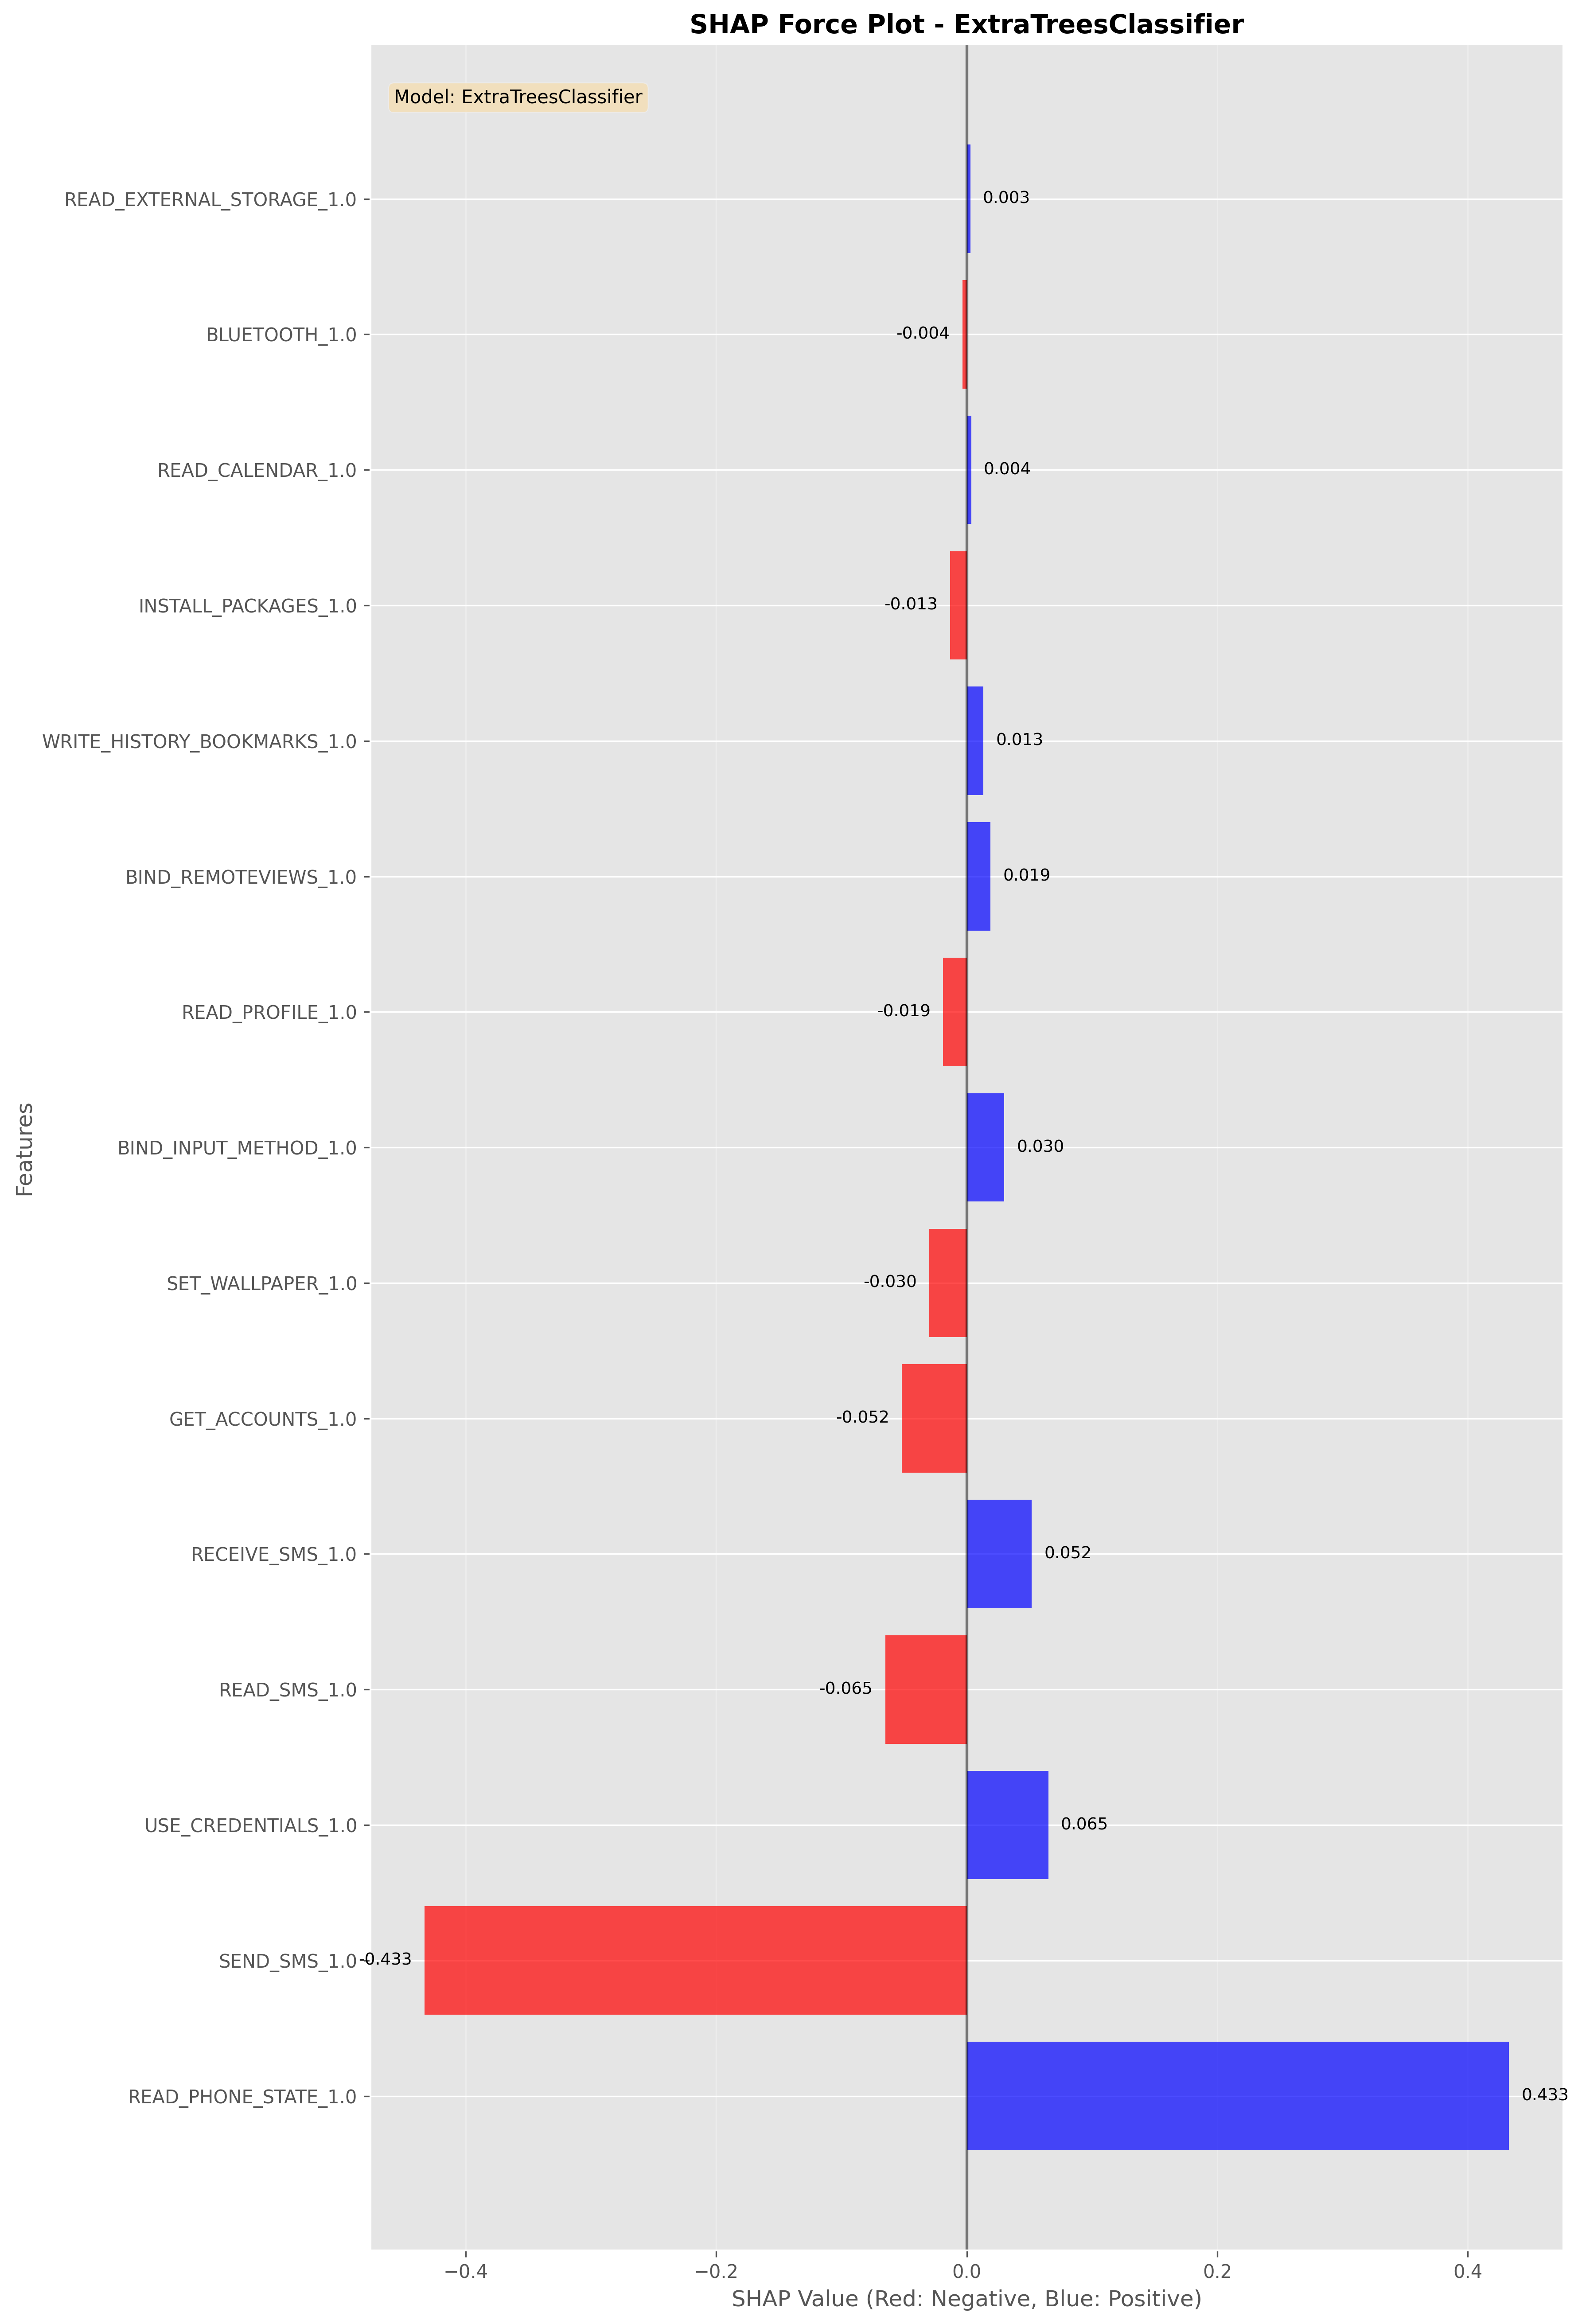 SHAP Force Plot - ExtraTreesClassifier
Model: ExtraTreesClassifier
READ_EXTERNAL_STORAGE_1.0
0.003
BLUETOOTH_1.0
-0.004
READ_CALENDAR_1.0
0.004
INSTALL_PACKAGES_1.0
-0.013
WRITE_HISTORY_BOOKMARKS_1.0
0.013
BIND_REMOTEVIEWS_1.0
0.019
READ_PROFILE_1.0
-0.019
BIND_INPUT_METHOD_1.0
0.030
SET_WALLPAPER_1.0
-0.030
GET_ACCOUNTS_1.0
-0.052
RECEIVE_SMS_1.0
0.052
READ_SMS_1.0
-0.065
USE_CREDENTIALS_1.0
0.065
SEND_SMS_1.0
-0.433
READ_PHONE_STATE_1.0
0.433
Features
−0.4
−0.2
0.0
0.2
0.4
SHAP Value (Red: Negative, Blue: Positive)